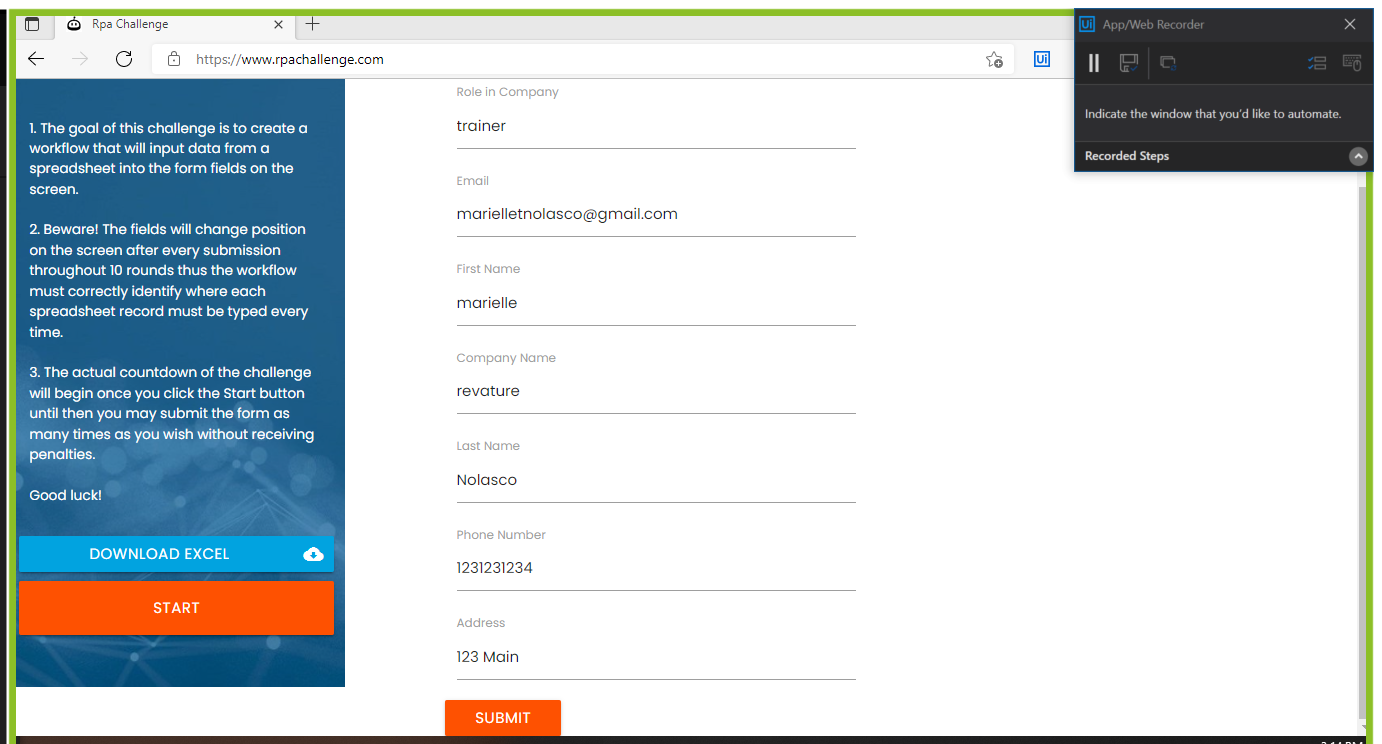 Rpa Challenge
https://www.rpachallenge.com
Ui
Ui App/Web Recorder
Indicate the window that you'd like to automate.
Recorded Steps
1. The goal of this challenge is to create a
workflow that will input data from a
spreadsheet into the form fields on the
screen.
2. Beware! The fields will change position
on the screen after every submission
throughout 10 rounds thus the workflow
must correctly identify where each
spreadsheet record must be typed every
time.
3. The actual countdown of the challenge
will begin once you click the Start button
until then you may submit the form as
many times as you wish without receiving
penalties.
Good luck!
DOWNLOAD EXCEL
START
Role in Company
trainer
Email
marielletnolasco@gmail.com
First Name
marielle
Company Name
revature
Last Name
Nolasco
Phone Number
1231231234
Address
123 Main
SUBMIT